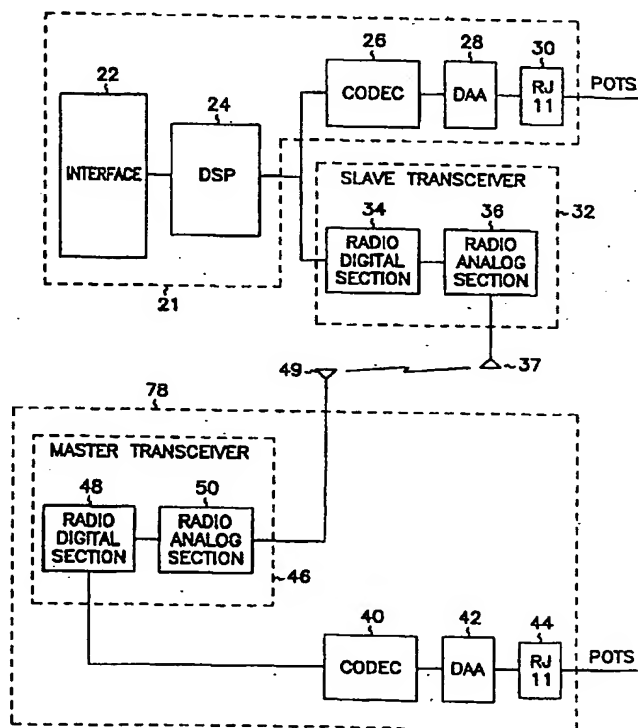 26
28
30
22
24
CODEC
DAA
RJ
11
POTS
INTERFACE
DSP
SLAVE TRANSCEIVER
34
36
32
RADIO
DIGITAL
SECTION
RADIO
ANALOG
SECTION
21
49
37
78
MASTER TRANSCEIVER
48
50
RADIO
DIGITAL
SECTION
RADIO
ANALOG
SECTION
46
40
42
44
CODEC
DAA
RJ
11
POTS